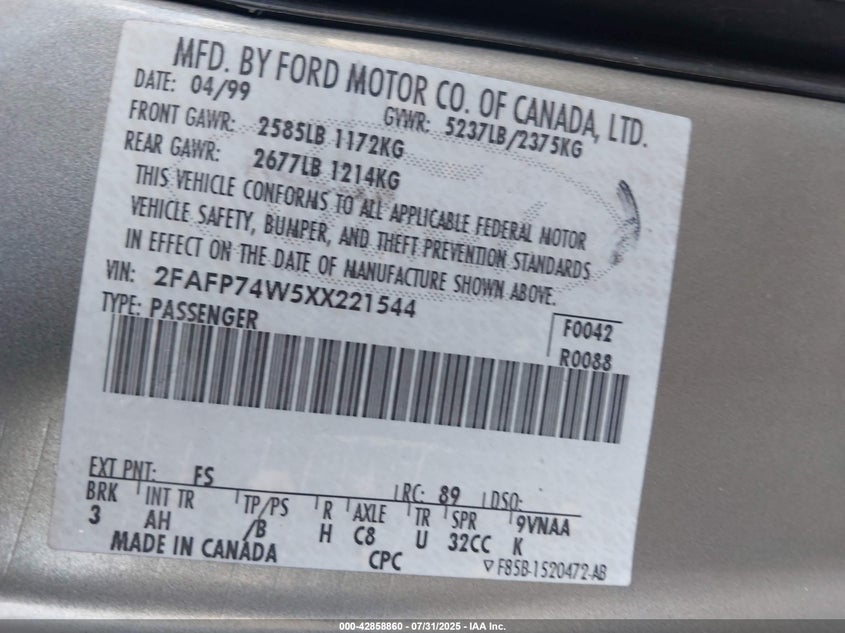 MFD. BY FORD MOTOR CO. OF CANADA, LTD.
DATE: 04/99 GVWR: 5237LB/2375KG
FRONT GAWR: 2585LB 1172KG
REAR GAWR: 2677LB 1214KG
THIS VEHICLE CONFORMS TO ALL APPLICABLE FEDERAL MOTOR
VEHICLE SAFETY, BUMPER, AND THEFT PREVENTION STANDARDS
IN EFFECT ON THE DATE OF MANUFACTURE SHOWN ABOVE.
VIN: 2FAFP74W5XX221544
TYPE: PASSENGER
F0042
R0088
EXT PNT: FS RC: 89 DSO:
BRK INT TR TP/PS R AXLE TR SPR 9VNAA
3 AH /B H C8 U 32CC K
MADE IN CANADA CPC ▽F85B-1520472-AB
000-42858860 | 07/31/2025 - IAA Inc.